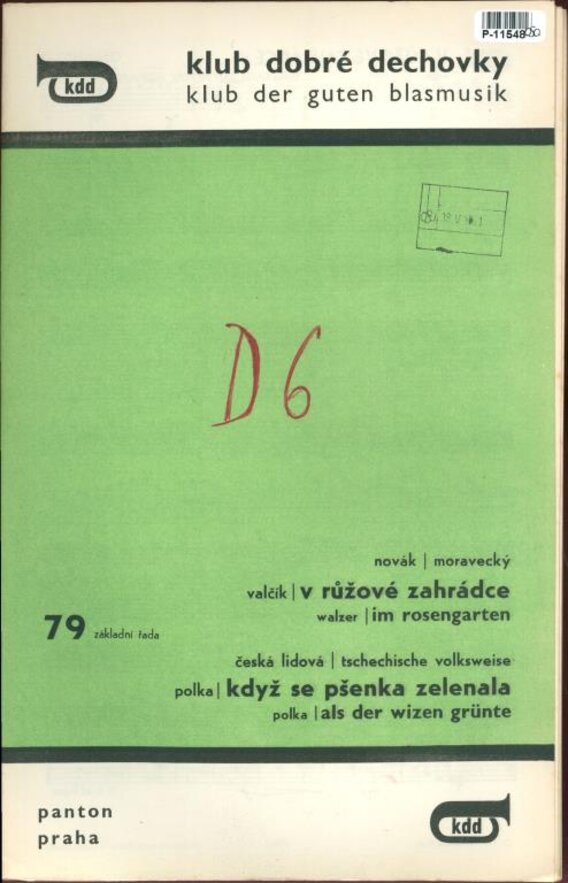 P-11548
kdd
klub dobré dechovky
klub der guten blasmusik
D 6
novák | moravecký
valčík | v růžové zahrádce
walzer | im rosengarten
79 základní řada
česká lidová | tschechische volksweise
polka | když se pšenka zelenala
polka | als der wizen grünte
panton
praha
kdd